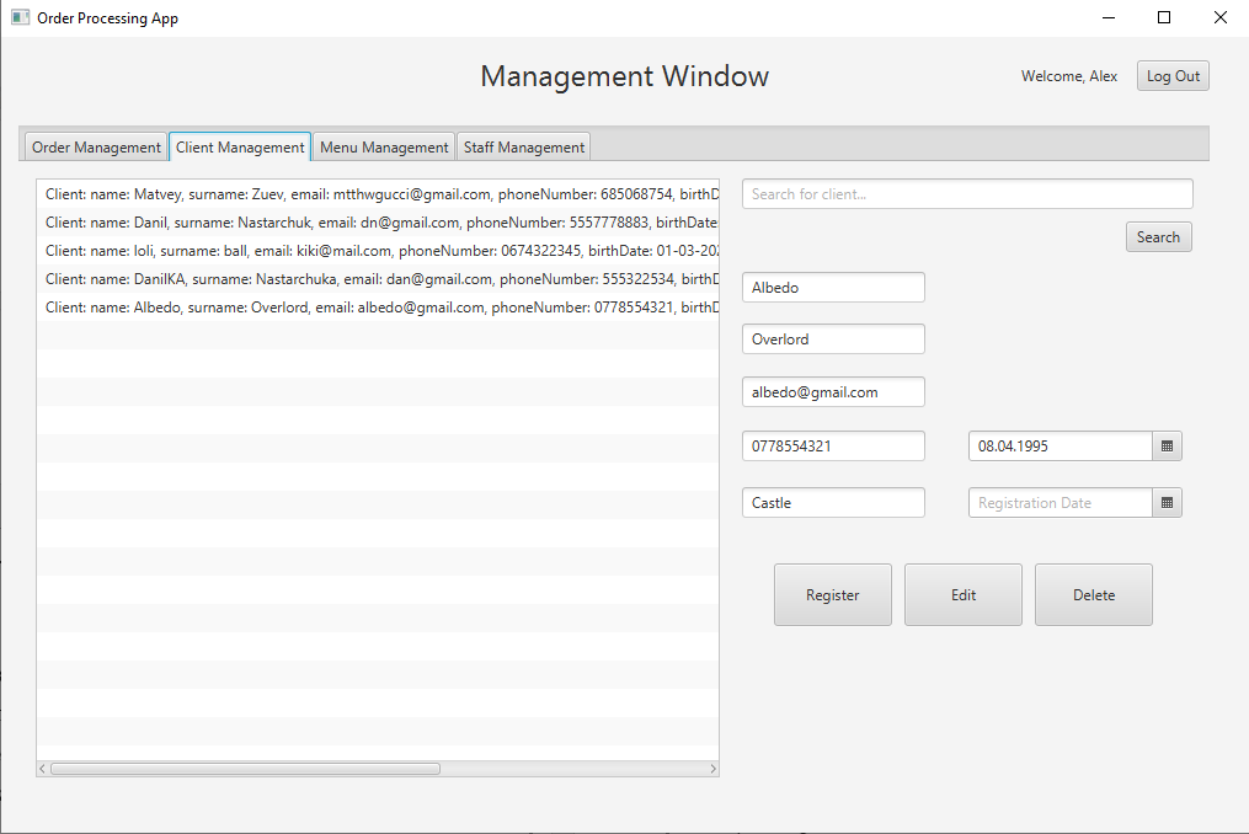 Order Processing App
Management Window
Welcome, Alex
Log Out
Order Management
Client Management
Menu Management
Staff Management
Client: name: Matvey, surname: Zuev, email: mtthwgucci@gmail.com, phoneNumber: 685068754, birthD
Client: name: Danil, surname: Nastarchuk, email: dn@gmail.com, phoneNumber: 5557778883, birthDate:
Client: name: loli, surname: ball, email: kiki@mail.com, phoneNumber: 0674322345, birthDate: 01-03-202
Client: name: DanilKA, surname: Nastarchuka, email: dan@gmail.com, phoneNumber: 555322534, birthD
Client: name: Albedo, surname: Overlord, email: albedo@gmail.com, phoneNumber: 0778554321, birthD
Search for client...
Search
Albedo
Overlord
albedo@gmail.com
0778554321
08.04.1995
Castle
Registration Date
Register
Edit
Delete